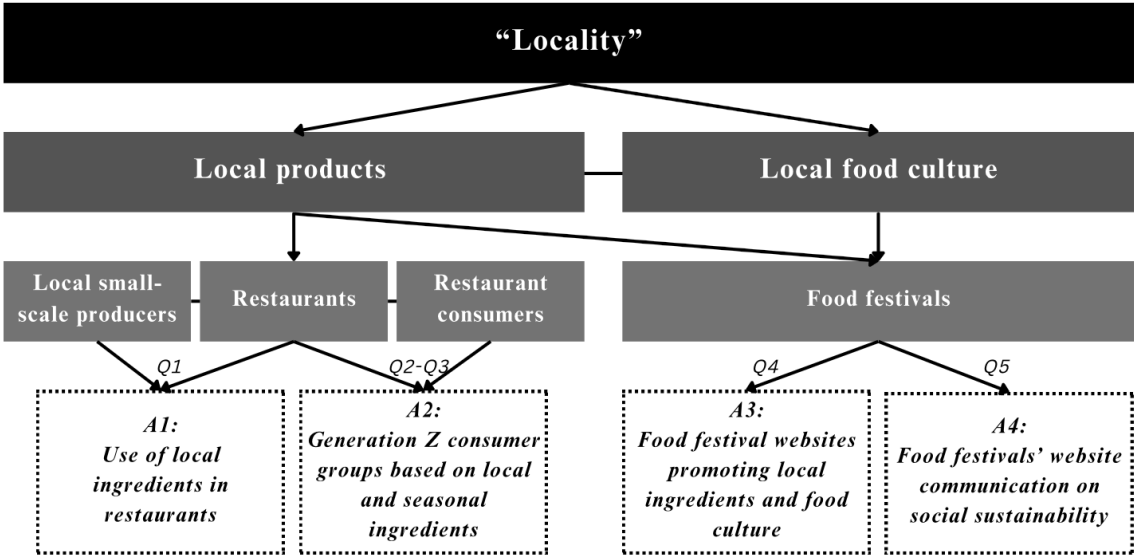 “Locality”
Local products
Local food culture
Local small-
scale producers
Restaurants
Restaurant
consumers
Food festivals
Q1
Q2-Q3
Q4
Q5
A1:
Use of local
ingredients in
restaurants
A2:
Generation Z consumer
groups based on local
and seasonal
ingredients
A3:
Food festival websites
promoting local
ingredients and food
culture
A4:
Food festivals’ website
communication on
social sustainability